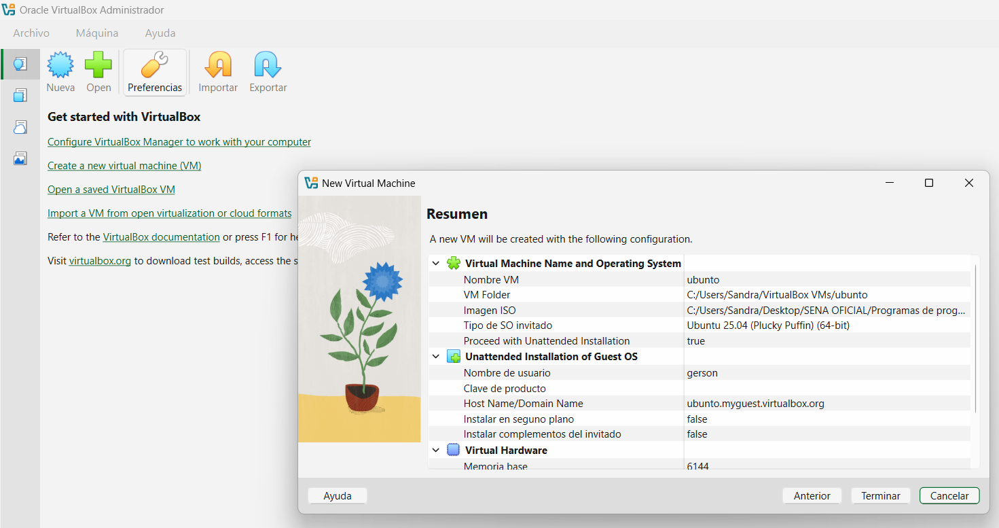 Oracle VirtualBox Administrador
Archivo Máquina Ayuda
Nueva Open Preferencias Importar Exportar
Get started with VirtualBox
Configure VirtualBox Manager to work with your computer
Create a new virtual machine (VM)
Open a saved VirtualBox VM
Import a VM from open virtualization or cloud formats
Refer to the VirtualBox documentation or press F1 for
Visit virtualbox.org to download test builds, access the
New Virtual Machine
Resumen
A new VM will be created with the following configuration.
Virtual Machine Name and Operating System
Nombre VM ubunto
VM Folder C:/Users/Sandra/VirtualBox VMs/ubunto
Imagen ISO C:/Users/Sandra/Desktop/SENA OFICIAL/Programas de prog...
Tipo de SO invitado Ubuntu 25.04 (Plucky Puffin) (64-bit)
Proceed with Unattended Installation true
Unattended Installation of Guest OS
Nombre de usuario gerson
Clave de producto
Host Name/Domain Name ubunto.myguest.virtualbox.org
Instalar en seguno plano false
Instalar complementos del invitado false
Virtual Hardware
Memoria base 6144
Ayuda Anterior Terminar Cancelar